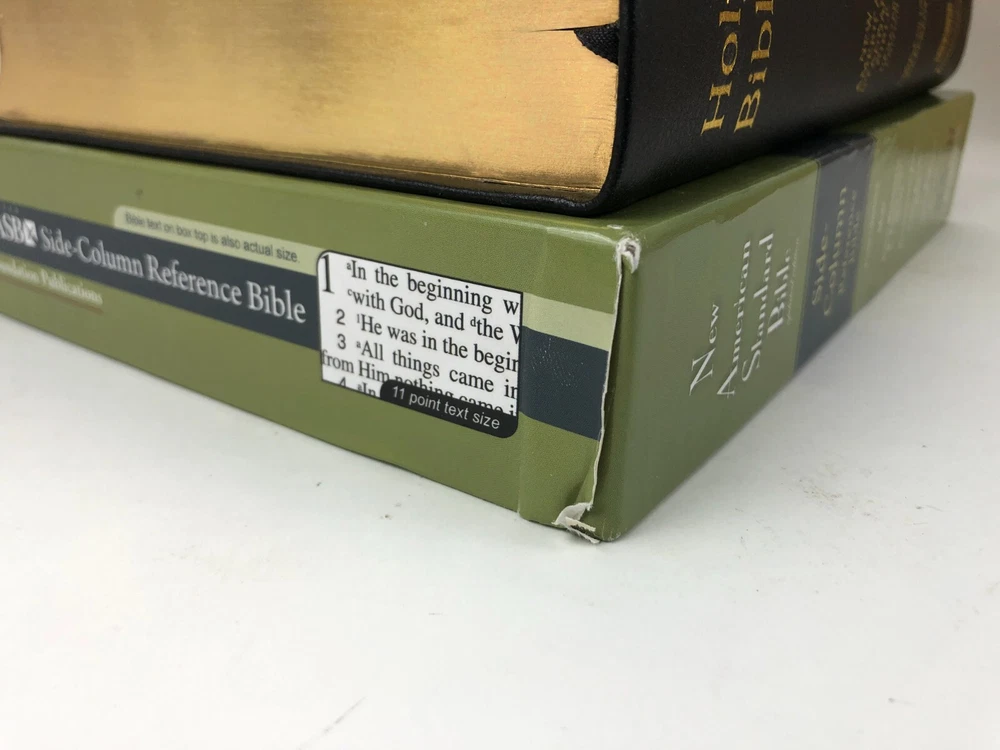 Holy
Bible
Bible text on box top is also actual size.
Side-Column Reference Bible
Foundation Publications
1 aIn the beginning w
cwith God, and dthe W
2 1He was in the begin
3 aAll things came in
from Him nothing came i
4 aIn
11 point text size
New
American
Standard
Bible
Side
Column